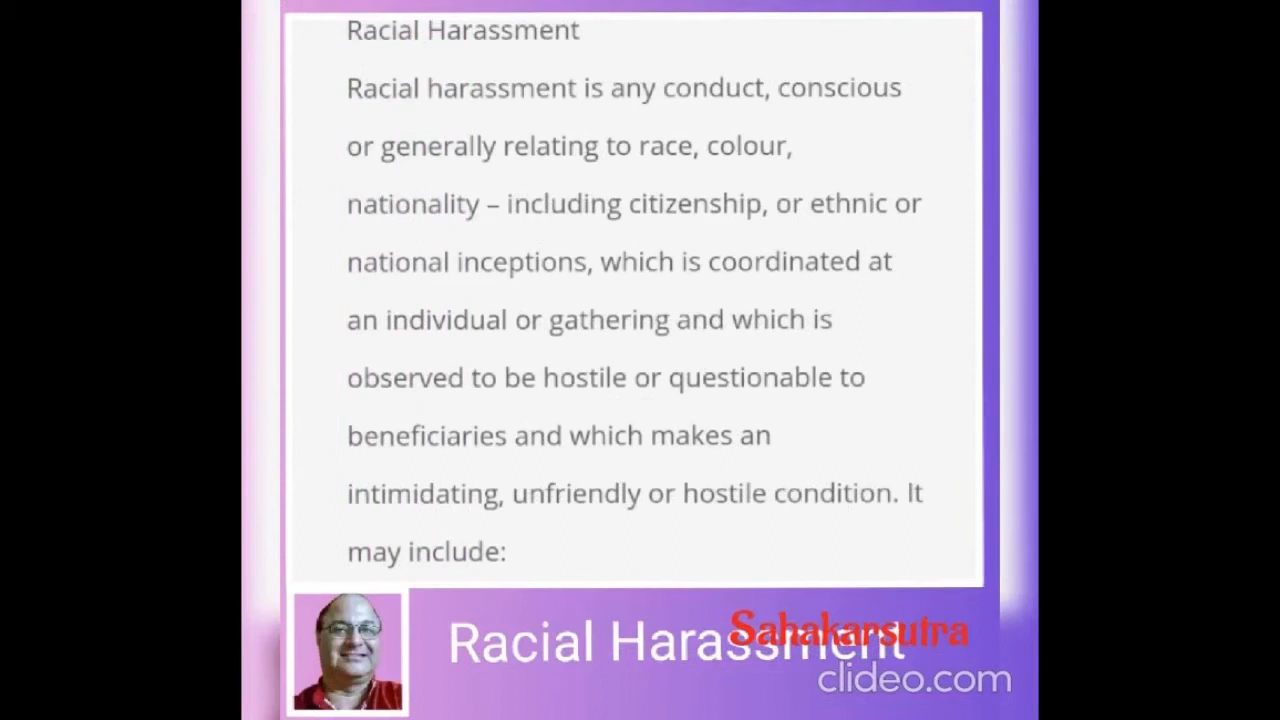 Racial Harassment
Racial harassment is any conduct, conscious
or generally relating to race, colour,
nationality – including citizenship, or ethnic or
national inceptions, which is coordinated at
an individual or gathering and which is
observed to be hostile or questionable to
beneficiaries and which makes an
intimidating, unfriendly or hostile condition. It
may include:
Racial Harassment
Sahakarsutra
clideo.com